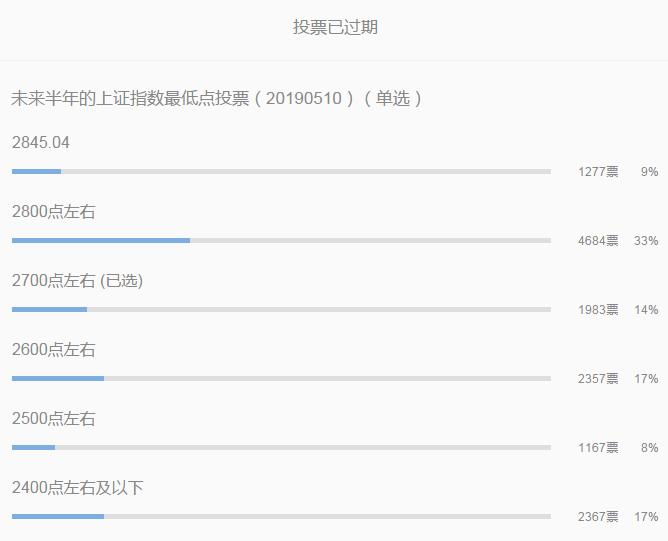 投票已过期
未来半年的上证指数最低点投票（20190510）（单选）
2845.04
1277票 9%
2800点左右
4684票 33%
2700点左右 (已选)
1983票 14%
2600点左右
2357票 17%
2500点左右
1167票 8%
2400点左右及以下
2367票 17%